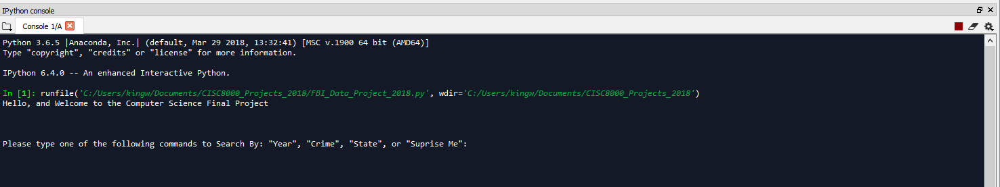 IPython console
Console 1/A
Python 3.6.5 |Anaconda, Inc.| (default, Mar 29 2018, 13:32:41) [MSC v.1900 64 bit (AMD64)]
Type "copyright", "credits" or "license" for more information.
IPython 6.4.0 -- An enhanced Interactive Python.
In [1]: runfile('C:/Users/kingw/Documents/CISC8000_Projects_2018/FBI_Data_Project_2018.py', wdir='C:/Users/kingw/Documents/CISC8000_Projects_2018')
Hello, and Welcome to the Computer Science Final Project
Please type one of the following commands to Search By: "Year", "Crime", "State", or "Suprise Me":